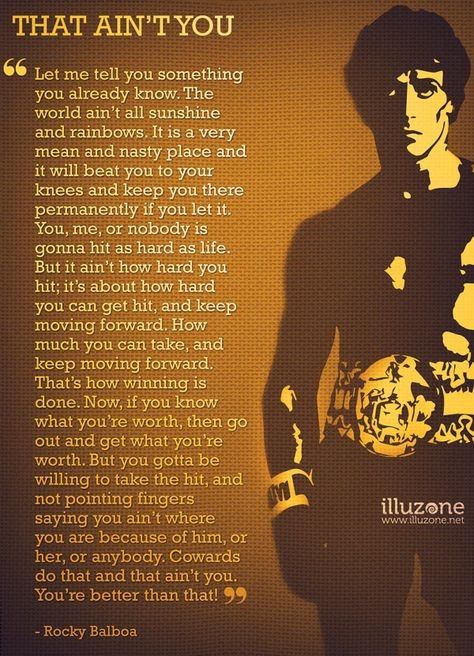 THAT AIN'T YOU
“ Let me tell you something
you already know. The
world ain't all sunshine
and rainbows. It is a very
mean and nasty place and
it will beat you to your
knees and keep you there
permanently if you let it.
You, me, or nobody is
gonna hit as hard as life.
But it ain't how hard you
hit; it's about how hard
you can get hit, and keep
moving forward. How
much you can take, and
keep moving forward.
That's how winning is
done. Now, if you know
what you're worth, then go
out and get what you're
worth. But you gotta be
willing to take the hit, and
not pointing fingers
saying you ain't where
you are because of him, or
her, or anybody. Cowards
do that and that ain't you.
You're better than that! ”
- Rocky Balboa
illuzone
www.illuzone.net